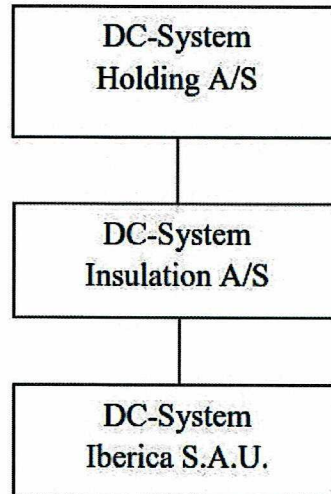 DC-System
Holding A/S
DC-System
Insulation A/S
DC-System
Iberica S.A.U.